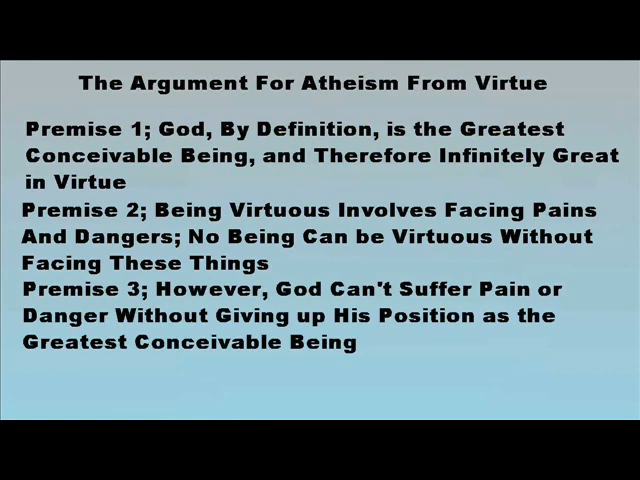 The Argument For Atheism From Virtue
Premise 1; God, By Definition, is the Greatest
Conceivable Being, and Therefore Infinitely Great
in Virtue
Premise 2; Being Virtuous Involves Facing Pains
And Dangers; No Being Can be Virtuous Without
Facing These Things
Premise 3; However, God Can't Suffer Pain or
Danger Without Giving up His Position as the
Greatest Conceivable Being